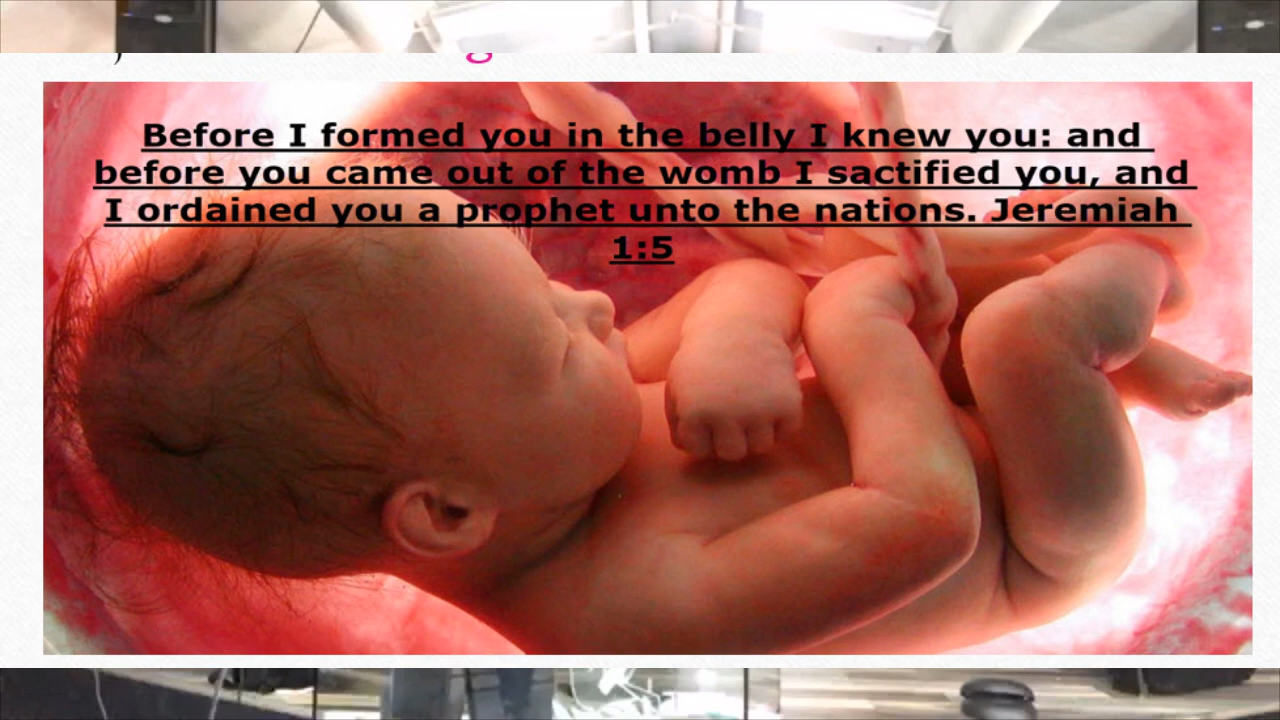 Before I formed you in the belly I knew you: and
before you came out of the womb I sactified you, and
I ordained you a prophet unto the nations. Jeremiah
1:5